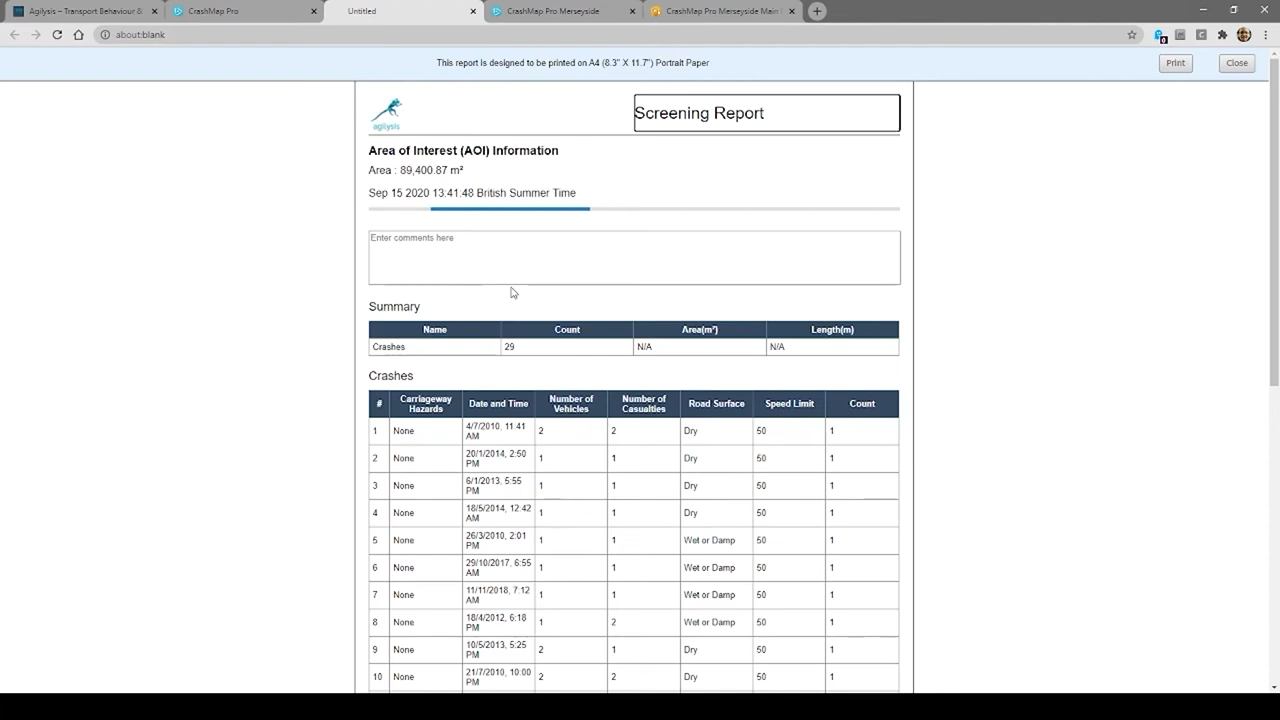 Agilysis – Transport Behaviour &
CrashMap Pro
Untitled
CrashMap Pro Merseyside
CrashMap Pro Merseyside Main
about:blank
0
This report is designed to be printed on A4 (8.3" X 11.7") Portrait Paper
Print
Close
agilysis
Screening Report
Area of Interest (AOI) Information
Area : 89,400.87 m²
Sep 15 2020 13:41:48 British Summer Time
Enter comments here
Summary
Name Count Area(m²) Length(m)
Crashes 29 N/A N/A
Crashes
# Carriageway Hazards Date and Time Number of Vehicles Number of Casualties Road Surface Speed Limit Count
1 None 4/7/2010, 11:41 AM 2 2 Dry 50 1
2 None 20/1/2014, 2:50 PM 1 1 Dry 50 1
3 None 6/1/2013, 5:55 PM 1 1 Dry 50 1
4 None 18/5/2014, 12:42 AM 1 1 Dry 50 1
5 None 26/3/2010, 2:01 PM 1 1 Wet or Damp 50 1
6 None 29/10/2017, 6:55 AM 1 1 Wet or Damp 50 1
7 None 11/11/2018, 7:12 AM 1 1 Wet or Damp 50 1
8 None 18/4/2012, 6:18 PM 1 2 Wet or Damp 50 1
9 None 10/5/2013, 5:25 PM 2 1 Dry 50 1
10 None 21/7/2010, 10:00 PM 2 2 Dry 50 1